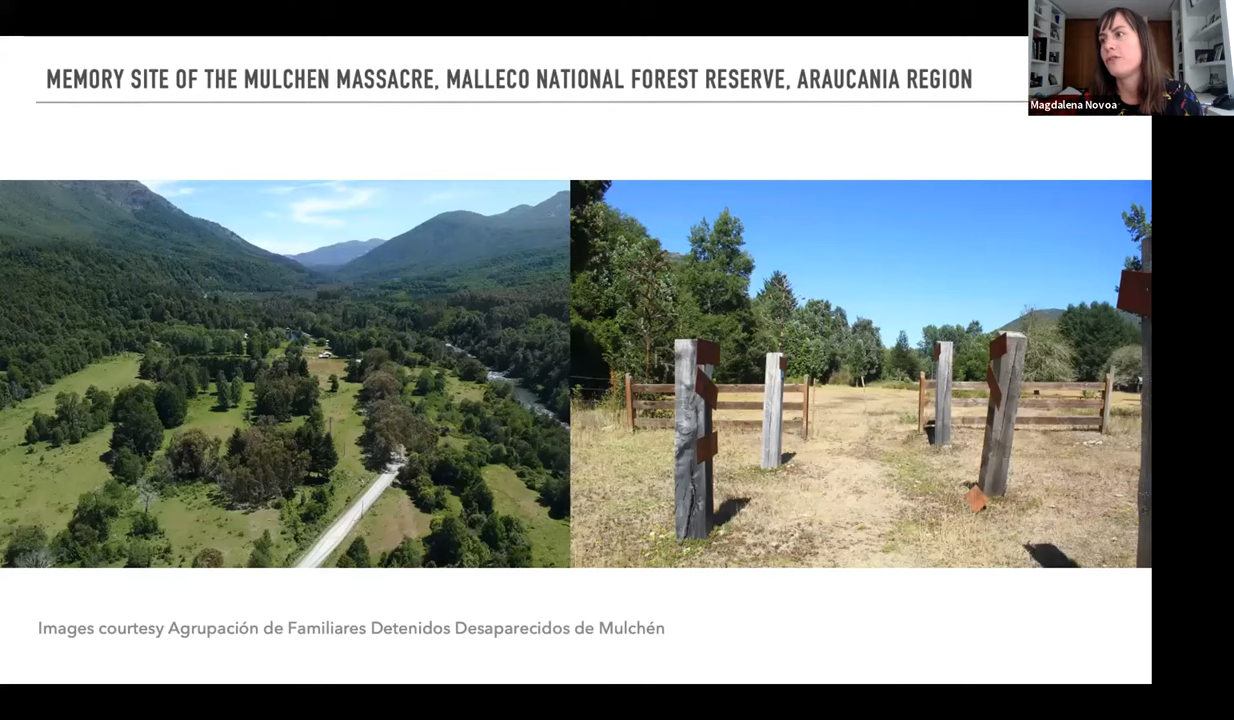 MEMORY SITE OF THE MULCHEN MASSACRE, MALLECO NATIONAL FOREST RESERVE, ARAUCANIA REGION
Magdalena Novoa
Images courtesy Agrupación de Familiares Detenidos Desaparecidos de Mulchén